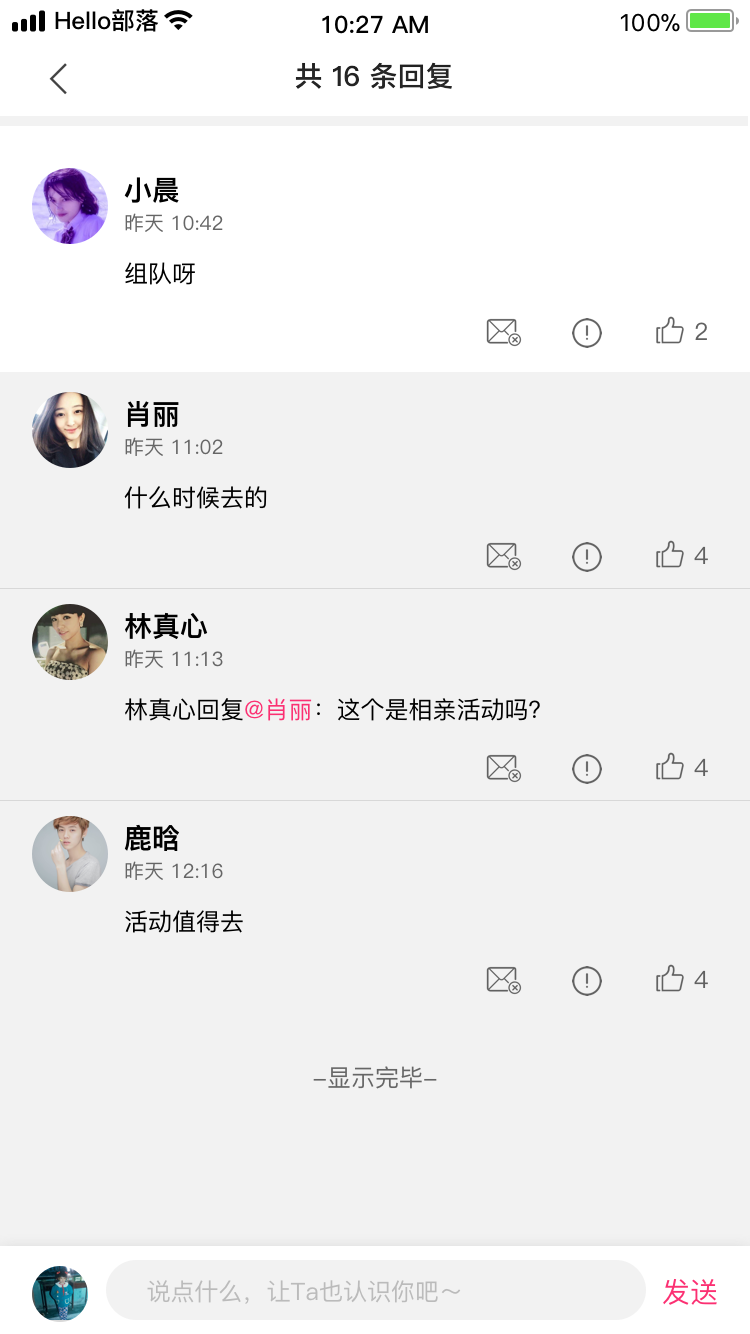 Hello部落 10:27 AM 100%
共 16 条回复
小晨
昨天 10:42
组队呀
2
肖丽
昨天 11:02
什么时候去的
4
林真心
昨天 11:13
林真心回复@肖丽：这个是相亲活动吗?
4
鹿晗
昨天 12:16
活动值得去
4
–显示完毕–
说点什么，让Ta也认识你吧～ 发送